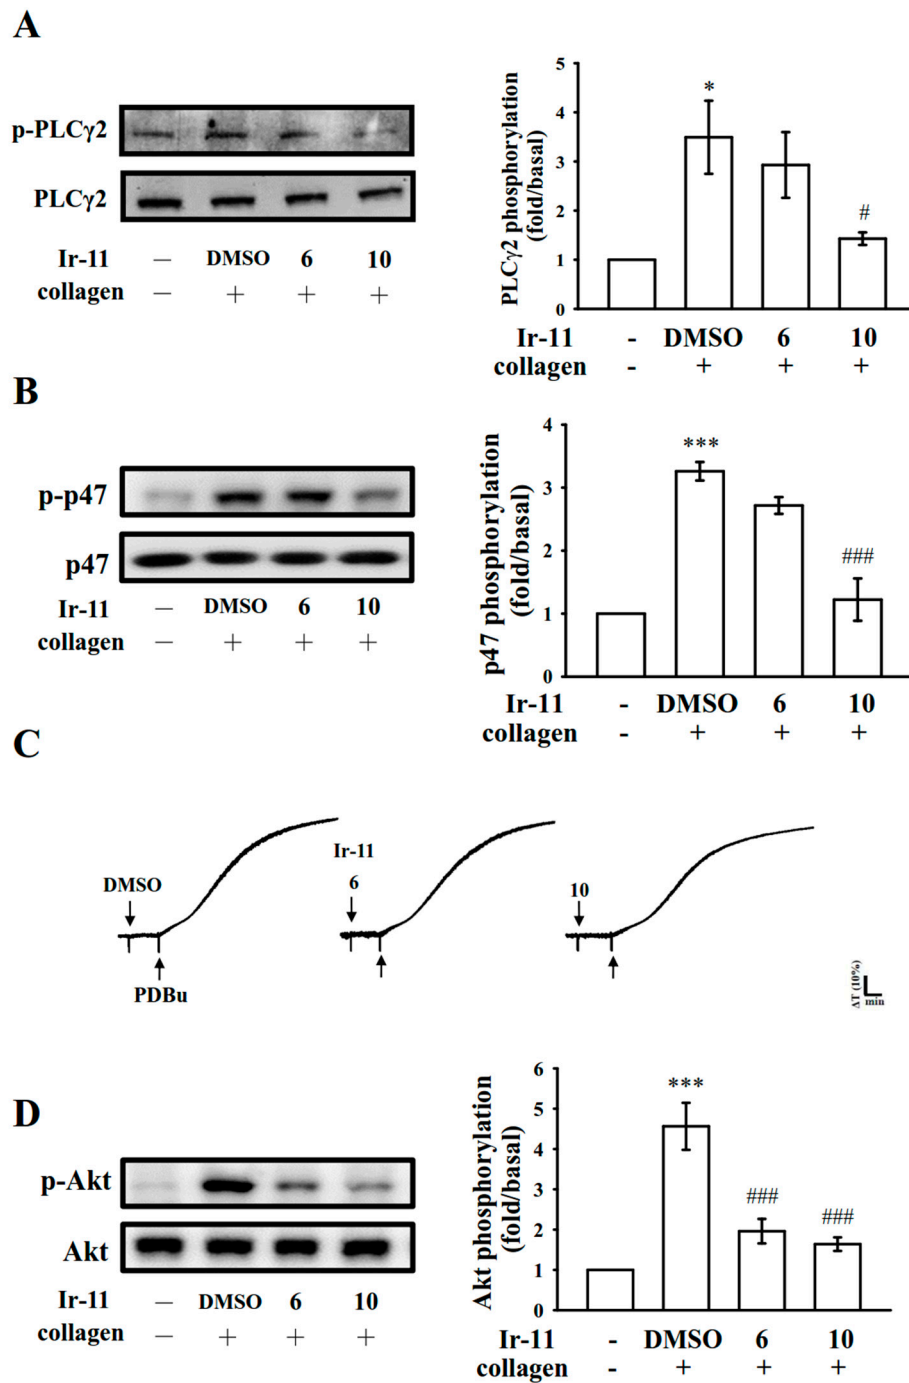 A
p-PLCγ2
PLCγ2
Ir-11 – DMSO 6 10
collagen – + + +
PLCγ2 phosphorylation
(fold/basal)
5
4
3
2
1
0
*
#
Ir-11 - DMSO 6 10
collagen - + + +
B
p-p47
p47
Ir-11 – DMSO 6 10
collagen – + + +
p47 phosphorylation
(fold/basal)
4
3
2
1
0
***
###
Ir-11 - DMSO 6 10
collagen - + + +
C
Ir-11
DMSO 6 10
PDBu
ΔT (10%)
min
D
p-Akt
Akt
Ir-11 – DMSO 6 10
collagen – + + +
Akt phosphorylation
(fold/basal)
6
5
4
3
2
1
0
***
###
###
Ir-11 - DMSO 6 10
collagen - + + +